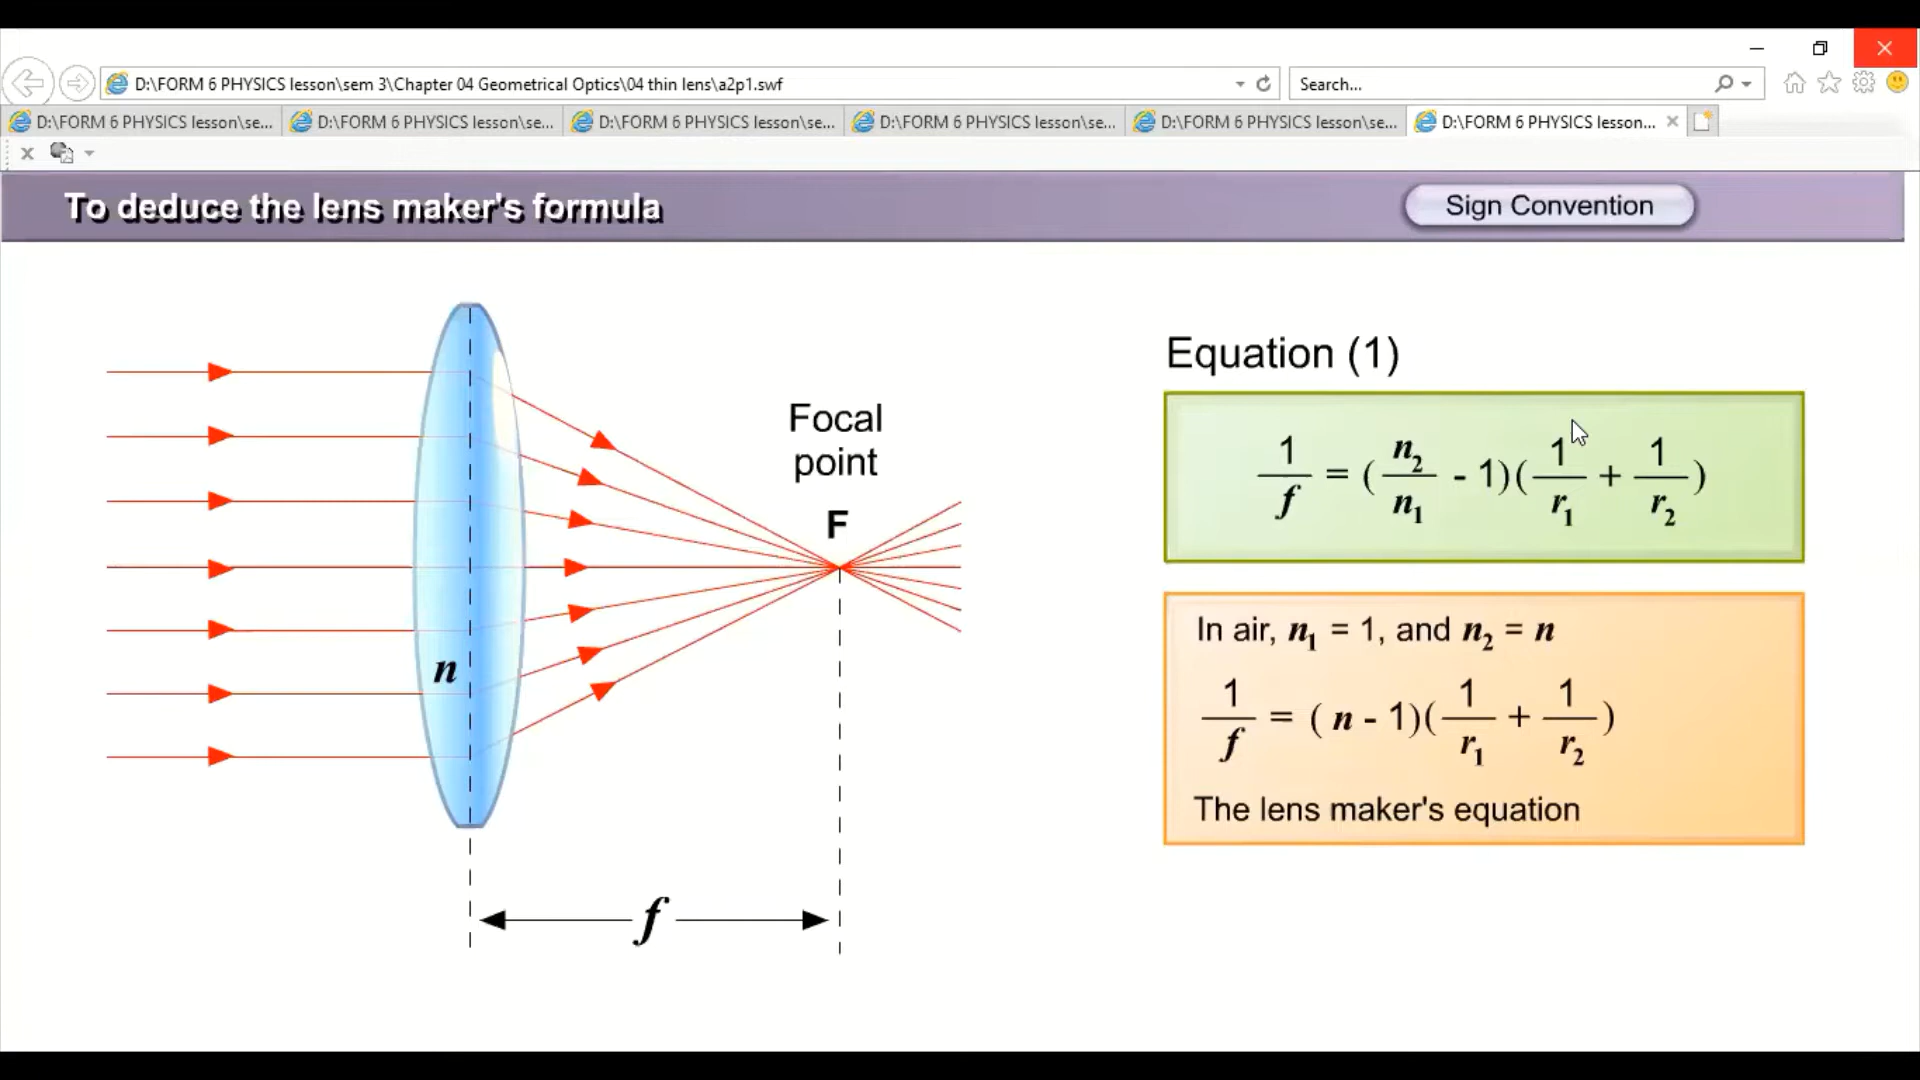 D:\FORM 6 PHYSICS lesson\sem 3\Chapter 04 Geometrical Optics\04 thin lens\a2p1.swf
Search...
D:\FORM 6 PHYSICS lesson\se...
D:\FORM 6 PHYSICS lesson\se...
D:\FORM 6 PHYSICS lesson\se...
D:\FORM 6 PHYSICS lesson\se...
D:\FORM 6 PHYSICS lesson\se...
D:\FORM 6 PHYSICS lesson...
To deduce the lens maker's formula
Sign Convention
Focal
point
F
n
f
Equation (1)
1/f = (n₂/n₁ - 1)(1/r₁ + 1/r₂)
In air, n₁ = 1, and n₂ = n
1/f = ( n - 1)(1/r₁ + 1/r₂)
The lens maker's equation